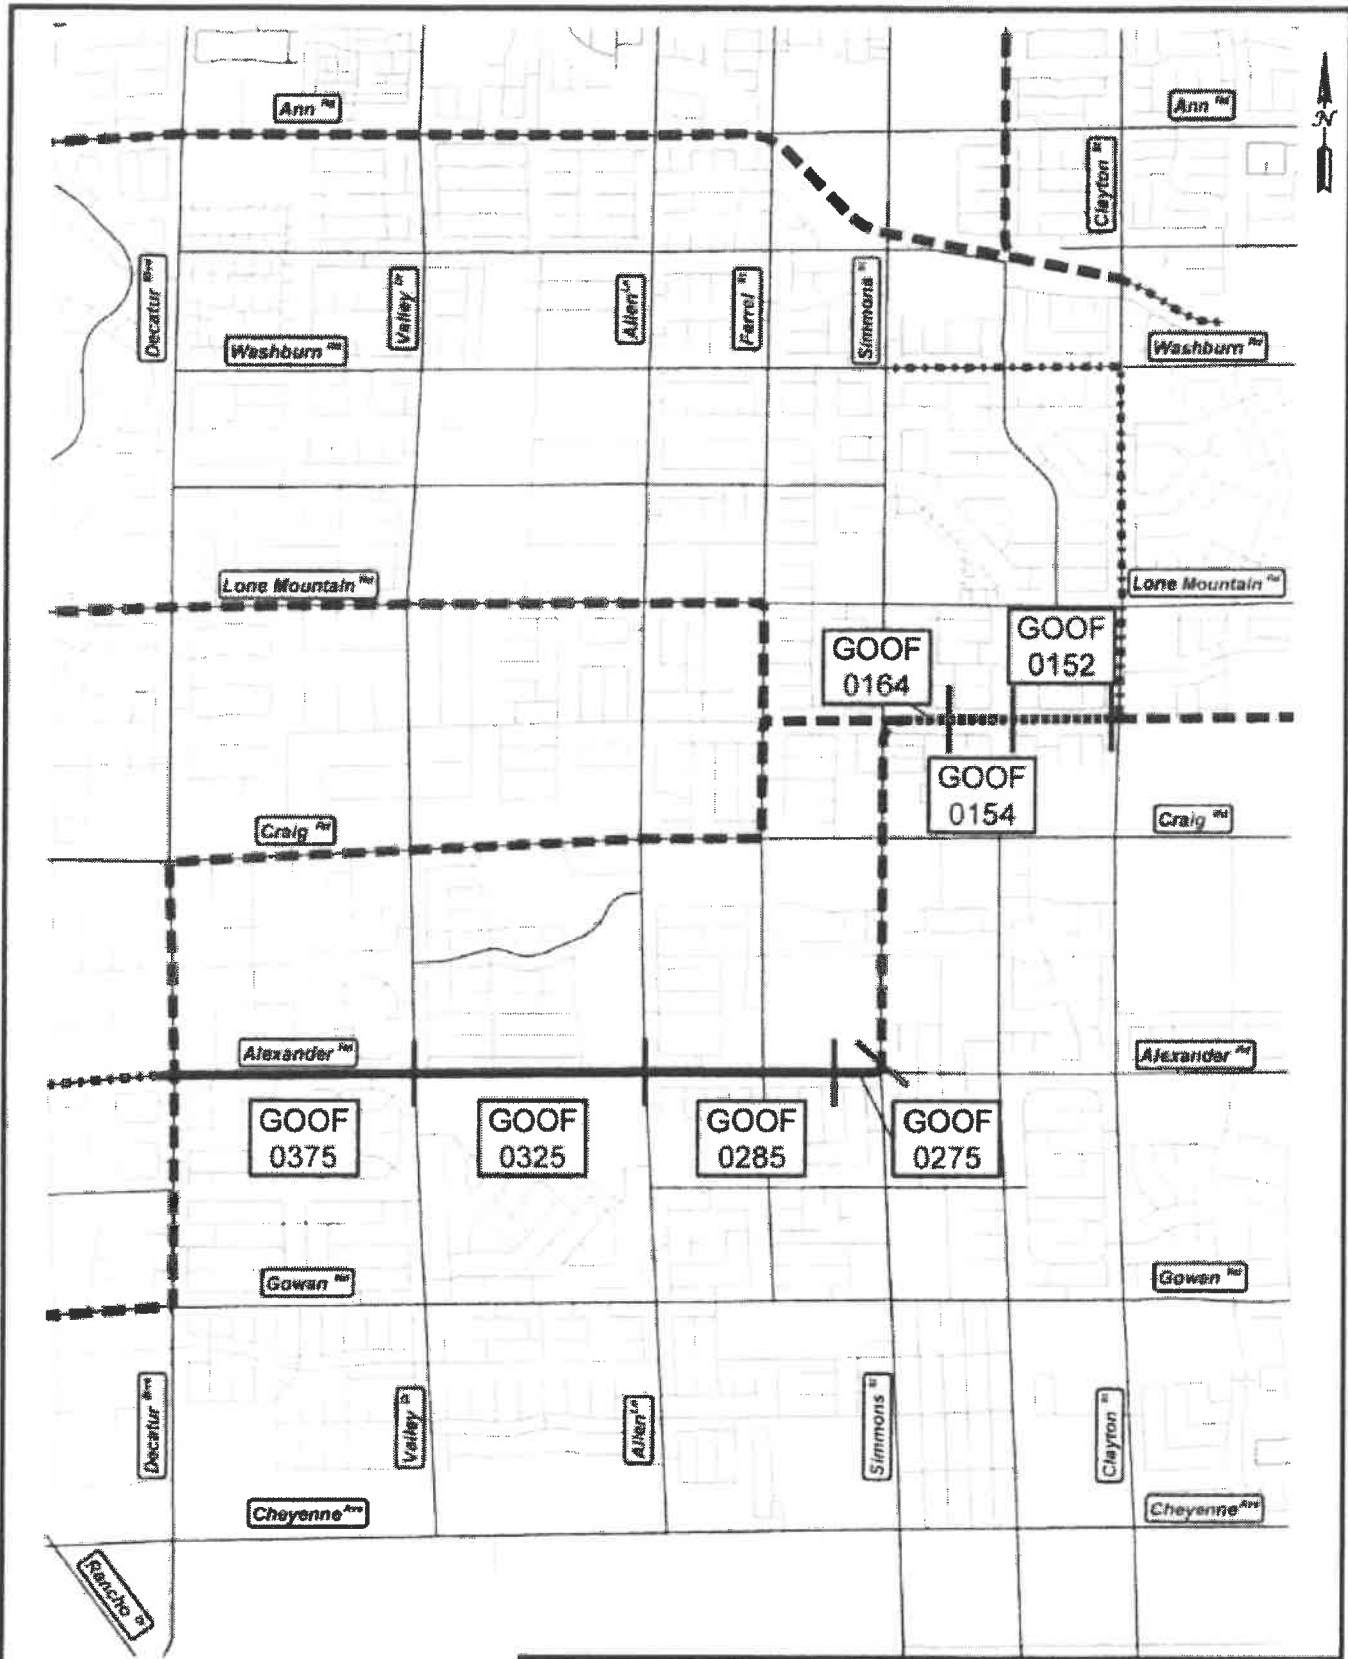 Ann Rd
Ann Rd
N
Clayton St
Decatur Blvd
Valley Dr
Allen Ln
Ferrel St
Simmons St
Washburn Rd
Washburn Rd
Lone Mountain Rd
Lone Mountain Rd
GOOF
0164
GOOF
0152
GOOF
0154
Craig Rd
Craig Rd
Alexander Rd
Alexander Rd
GOOF
0375
GOOF
0325
GOOF
0285
GOOF
0275
Gowan Rd
Gowan Rd
Decatur Blvd
Valley Dr
Allen Ln
Simmons St
Clayton St
Cheyenne Ave
Cheyenne Ave
Rancho Dr